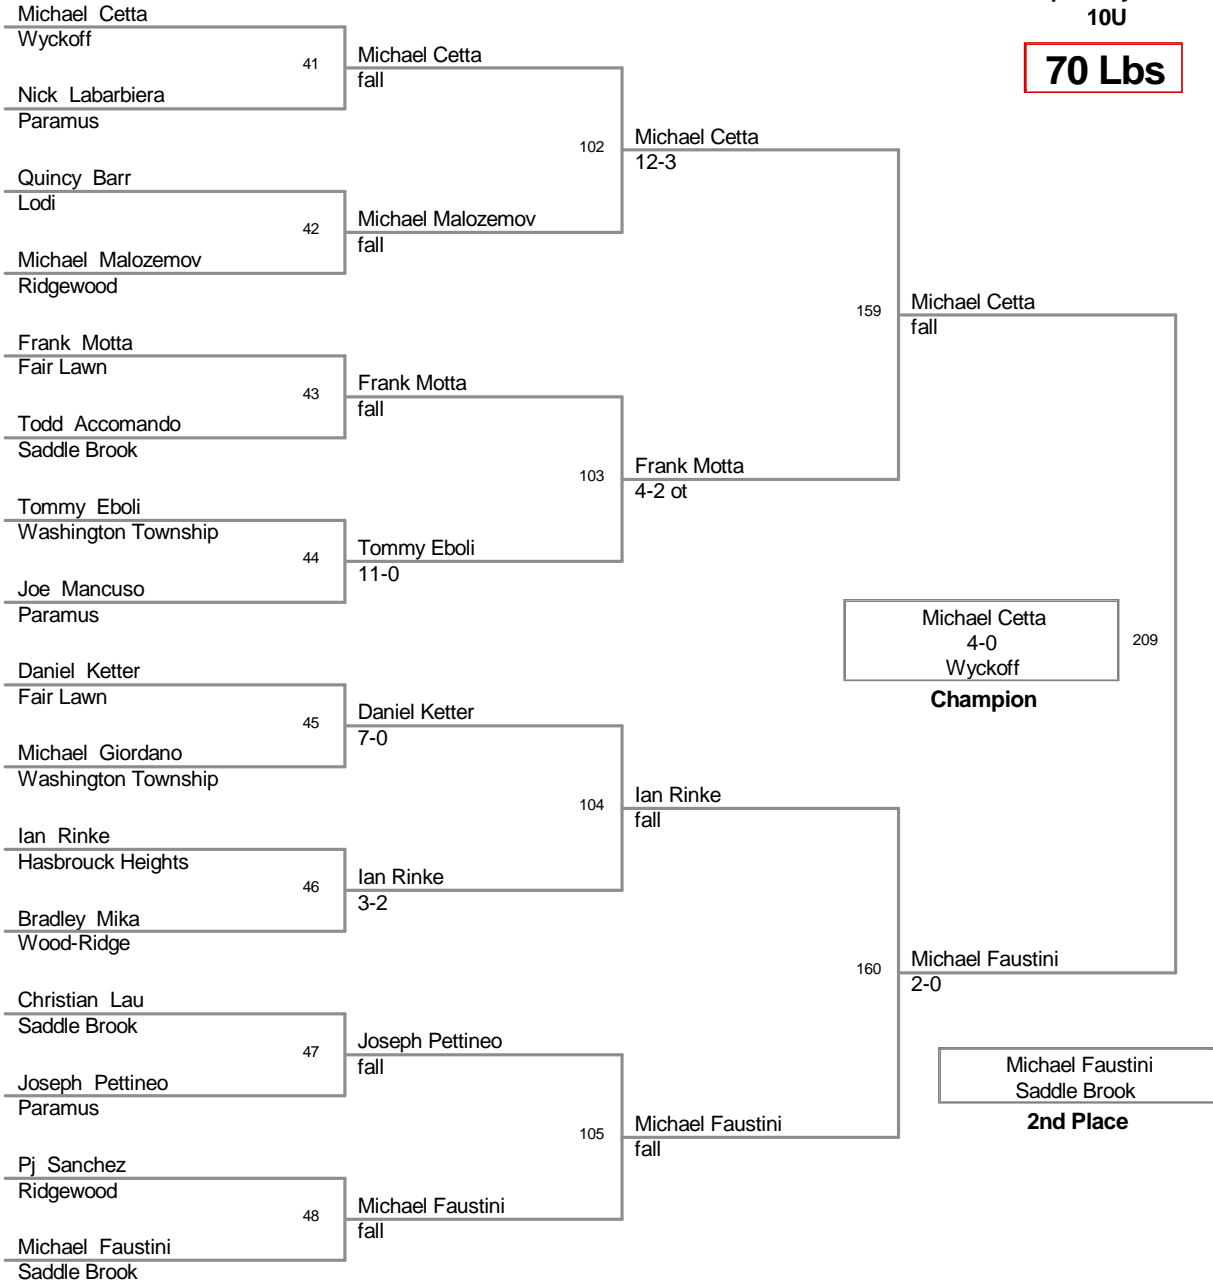 10U
70 Lbs
Michael Cetta
Wyckoff
41
Michael Cetta
fall
Nick Labarbiera
Paramus
102
Michael Cetta
12-3
Quincy Barr
Lodi
42
Michael Malozemov
fall
Michael Malozemov
Ridgewood
159
Michael Cetta
fall
Frank Motta
Fair Lawn
43
Frank Motta
fall
Todd Accomando
Saddle Brook
103
Frank Motta
4-2 ot
Tommy Eboli
Washington Township
44
Tommy Eboli
11-0
Joe Mancuso
Paramus
Michael Cetta
4-0
Wyckoff
209
Champion
Daniel Ketter
Fair Lawn
45
Daniel Ketter
7-0
Michael Giordano
Washington Township
104
Ian Rinke
fall
Ian Rinke
Hasbrouck Heights
46
Ian Rinke
3-2
Bradley Mika
Wood-Ridge
160
Michael Faustini
2-0
Christian Lau
Saddle Brook
47
Joseph Pettineo
fall
Joseph Pettineo
Paramus
Michael Faustini
Saddle Brook
2nd Place
105
Michael Faustini
fall
Pj Sanchez
Ridgewood
48
Michael Faustini
fall
Michael Faustini
Saddle Brook